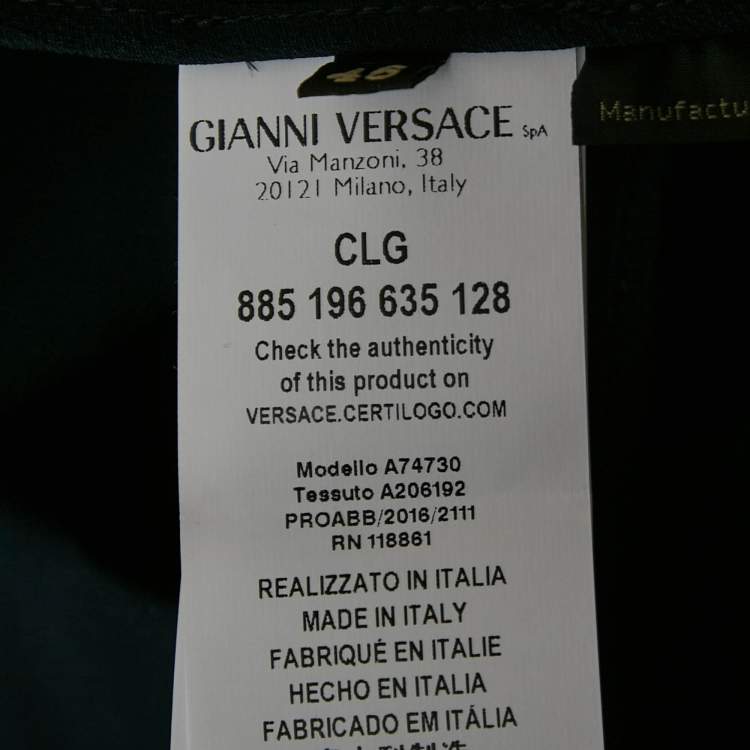 46
Manufactu
GIANNI VERSACE SpA
Via Manzoni, 38
20121 Milano, Italy
CLG
885 196 635 128
Check the authenticity
of this product on
VERSACE.CERTILOGO.COM
Modello A74730
Tessuto A206192
PROABB/2016/2111
RN 118861
REALIZZATO IN ITALIA
MADE IN ITALY
FABRIQUÉ EN ITALIE
HECHO EN ITALIA
FABRICADO EM ITÁLIA